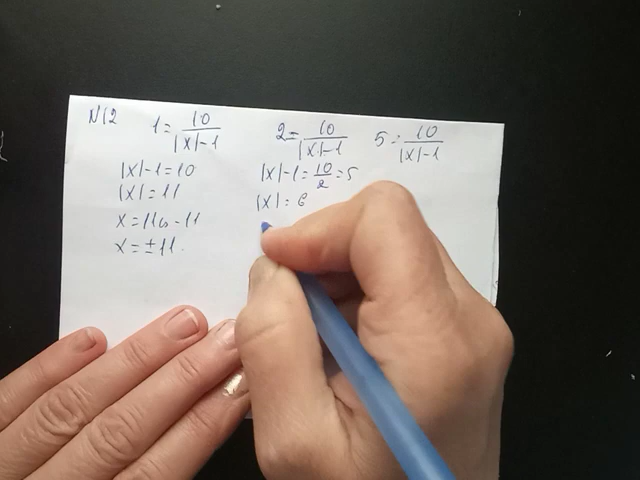 N12
1 = 10/|x|-1
|x|-1 = 10
|x| = 11
x = 11 или -11
x = ±11.
2 = 10/|x|-1
|x|-1 = 10/2 = 5
|x| = 6
5 = 10/|x|-1